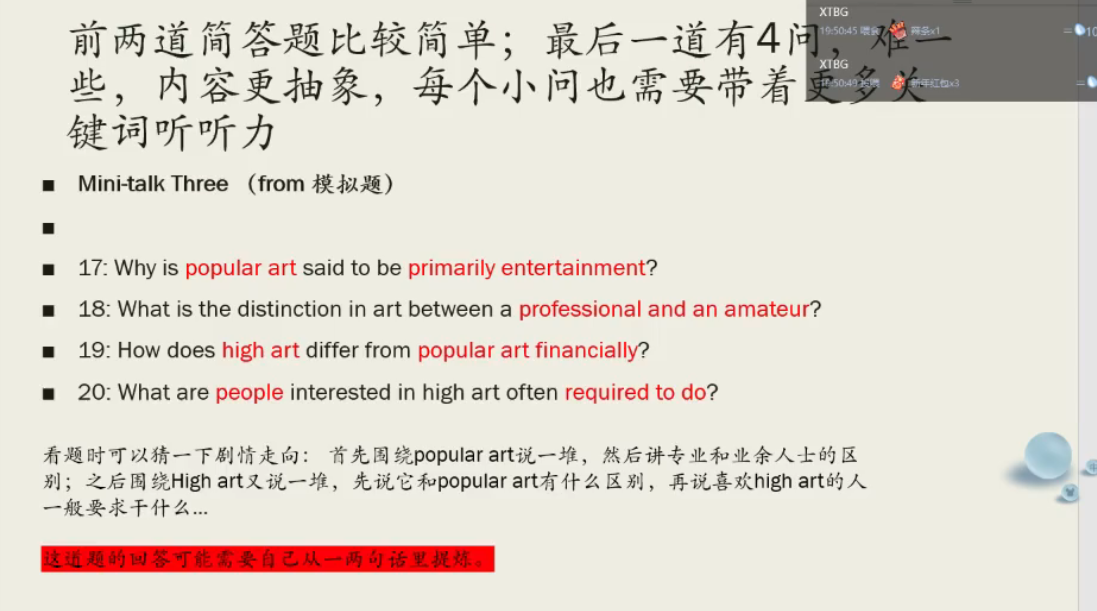 前两道简答题比较简单；最后一道有4问，难一
些，内容更抽象，每个小问也需要带着更多关
键词听听力
XTBG
19:50:45
辣条x1
XTBG
新年红包x3
Mini-talk Three （from 模拟题）
17: Why is popular art said to be primarily entertainment?
18: What is the distinction in art between a professional and an amateur?
19: How does high art differ from popular art financially?
20: What are people interested in high art often required to do?
看题时可以猜一下剧情走向： 首先围绕popular art说一堆，然后讲专业和业余人士的区
别；之后围绕High art又说一堆，先说它和popular art有什么区别，再说喜欢high art的人
一般要求干什么...
这道题的回答可能需要自己从一两句话里提炼。